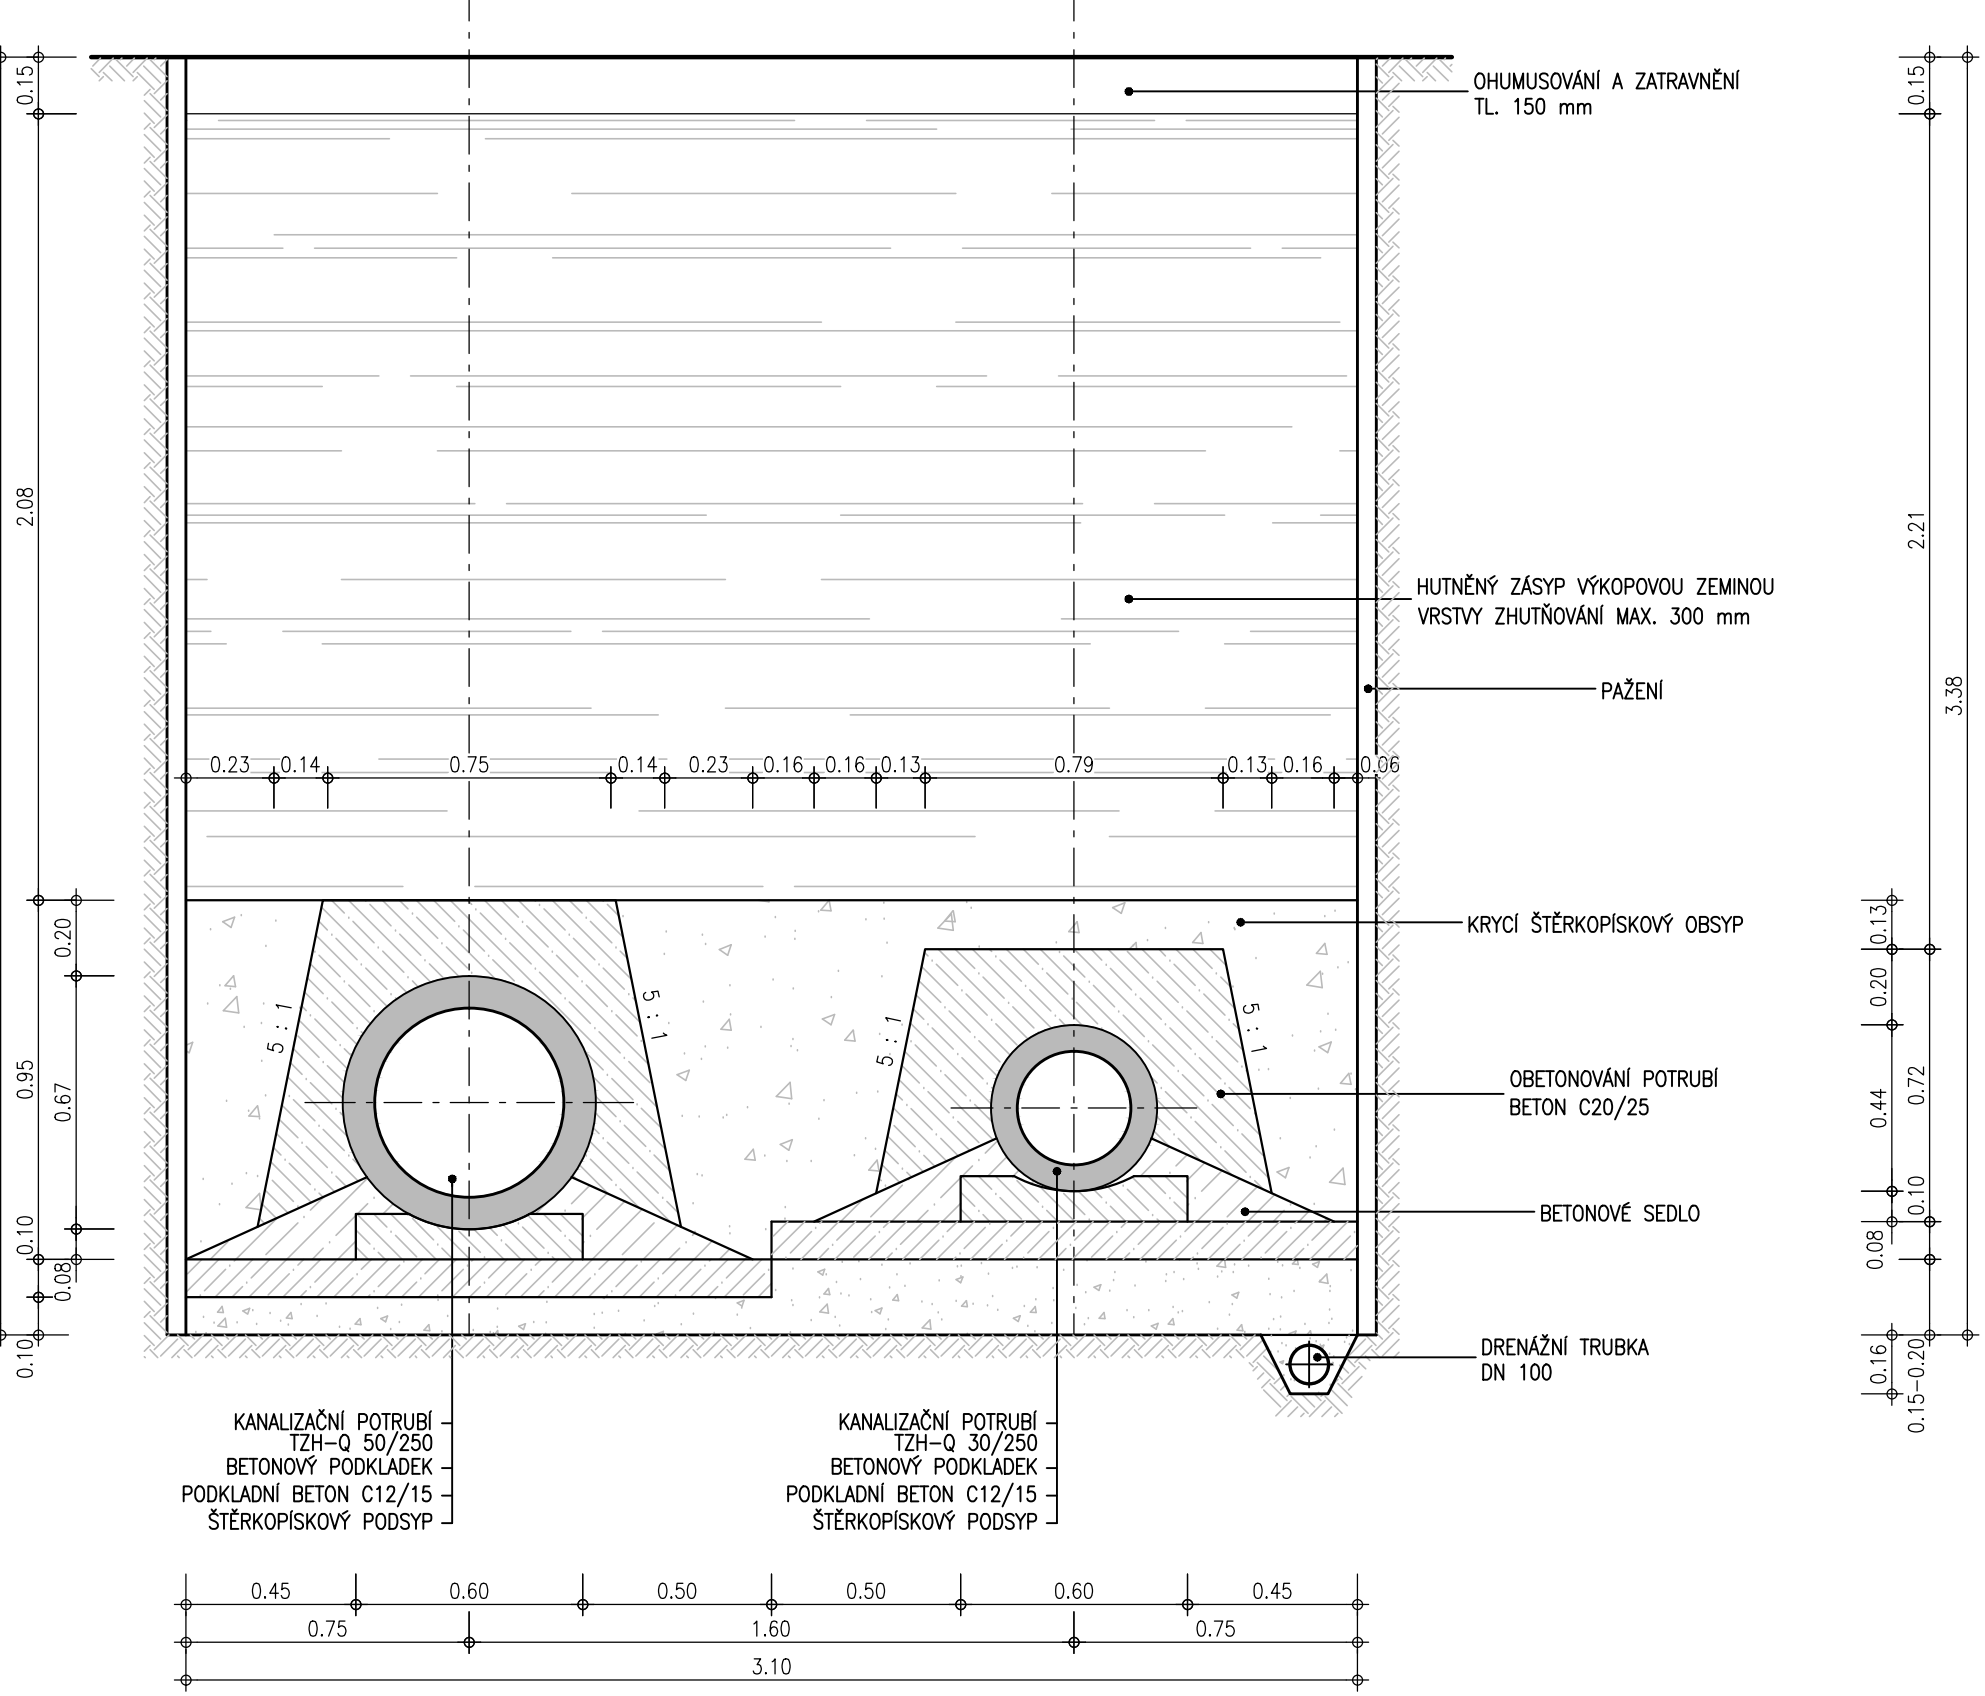 0.15
0.15
OHUMUSOVÁNÍ A ZATRAVNĚNÍ
TL. 150 mm
2.08
2.21
3.38
HUTNĚNÝ ZÁSYP VÝKOPOVOU ZEMINOU
VRSTVY ZHUTŇOVÁNÍ MAX. 300 mm
PAŽENÍ
0.23 0.14 0.75 0.14 0.23 0.16 0.16 0.13 0.79 0.13 0.16 0.06
KRYCÍ ŠTĚRKOPÍSKOVÝ OBSYP
0.20
0.95
0.67
0.10
0.08
0.10
5 : 1
5 : 1
5 : 1
5 : 1
OBETONOVÁNÍ POTRUBÍ
BETON C20/25
BETONOVÉ SEDLO
0.13
0.20
0.44
0.72
0.10
0.08
0.16
0.15-0.20
DRENÁŽNÍ TRUBKA
DN 100
KANALIZAČNÍ POTRUBÍ
TZH-Q 50/250
BETONOVÝ PODKLADEK
PODKLADNÍ BETON C12/15
ŠTĚRKOPÍSKOVÝ PODSYP
KANALIZAČNÍ POTRUBÍ
TZH-Q 30/250
BETONOVÝ PODKLADEK
PODKLADNÍ BETON C12/15
ŠTĚRKOPÍSKOVÝ PODSYP
0.45 0.60 0.50 0.50 0.60 0.45
0.75 1.60 0.75
3.10